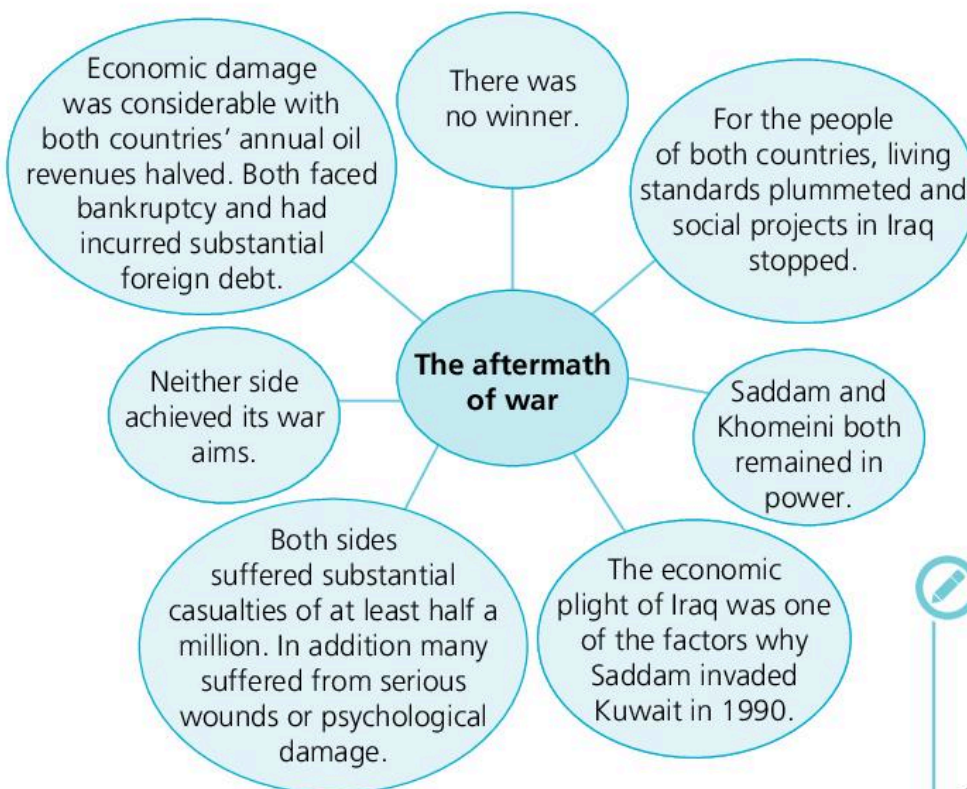 Economic damage
was considerable with
both countries' annual oil
revenues halved. Both faced
bankruptcy and had
incurred substantial
foreign debt.
There was
no winner.
For the people
of both countries, living
standards plummeted and
social projects in Iraq
stopped.
The aftermath
of war
Neither side
achieved its war
aims.
Saddam and
Khomeini both
remained in
power.
Both sides
suffered substantial
casualties of at least half a
million. In addition many
suffered from serious
wounds or psychological
damage.
The economic
plight of Iraq was one
of the factors why
Saddam invaded
Kuwait in 1990.